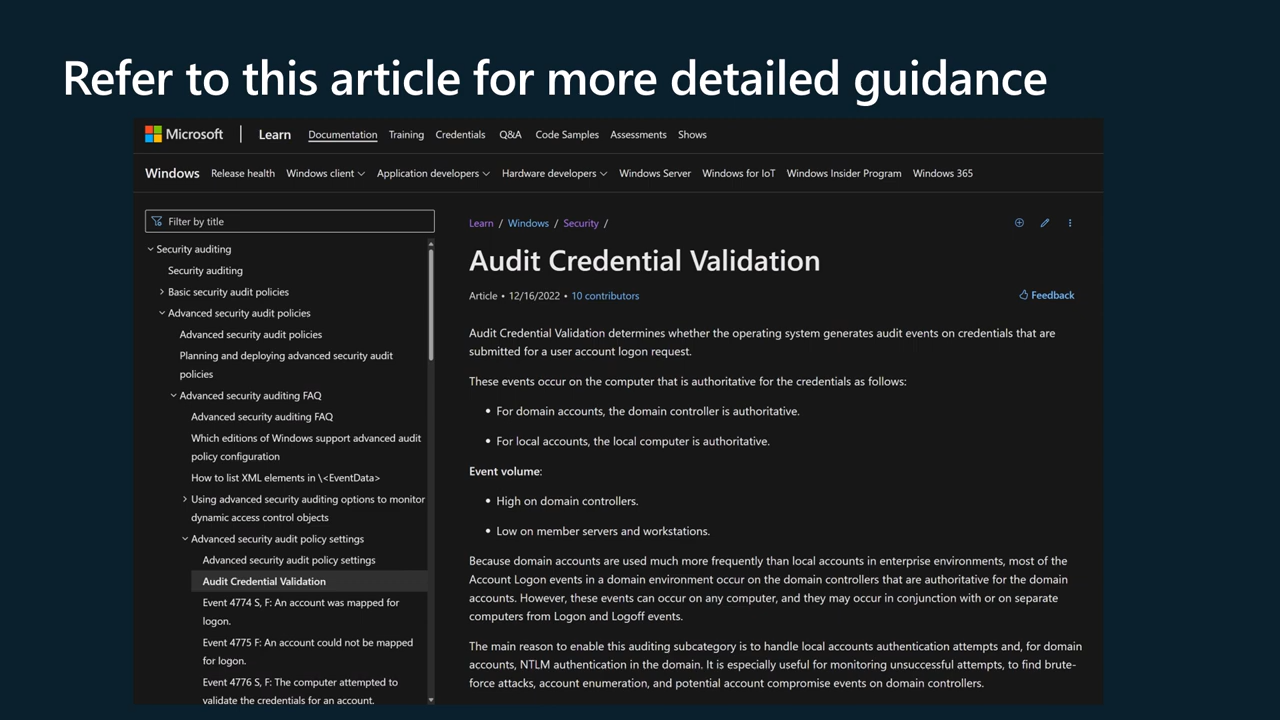 Refer to this article for more detailed guidance
Microsoft | Learn Documentation Training Credentials Q&A Code Samples Assessments Shows
Windows Release health Windows client Application developers Hardware developers Windows Server Windows for IoT Windows Insider Program Windows 365
Filter by title
Security auditing
Security auditing
Basic security audit policies
Advanced security audit policies
Advanced security audit policies
Planning and deploying advanced security audit
policies
Advanced security auditing FAQ
Advanced security auditing FAQ
Which editions of Windows support advanced audit
policy configuration
How to list XML elements in \<EventData>
Using advanced security auditing options to monitor
dynamic access control objects
Advanced security audit policy settings
Advanced security audit policy settings
Audit Credential Validation
Event 4774 S, F: An account was mapped for
logon.
Event 4775 F: An account could not be mapped
for logon.
Event 4776 S, F: The computer attempted to
validate the credentials for an account.
Learn / Windows / Security /
Audit Credential Validation
Article • 12/16/2022 • 10 contributors
Feedback
Audit Credential Validation determines whether the operating system generates audit events on credentials that are
submitted for a user account logon request.
These events occur on the computer that is authoritative for the credentials as follows:
• For domain accounts, the domain controller is authoritative.
• For local accounts, the local computer is authoritative.
Event volume:
• High on domain controllers.
• Low on member servers and workstations.
Because domain accounts are used much more frequently than local accounts in enterprise environments, most of the
Account Logon events in a domain environment occur on the domain controllers that are authoritative for the domain
accounts. However, these events can occur on any computer, and they may occur in conjunction with or on separate
computers from Logon and Logoff events.
The main reason to enable this auditing subcategory is to handle local accounts authentication attempts and, for domain
accounts, NTLM authentication in the domain. It is especially useful for monitoring unsuccessful attempts, to find brute-
force attacks, account enumeration, and potential account compromise events on domain controllers.